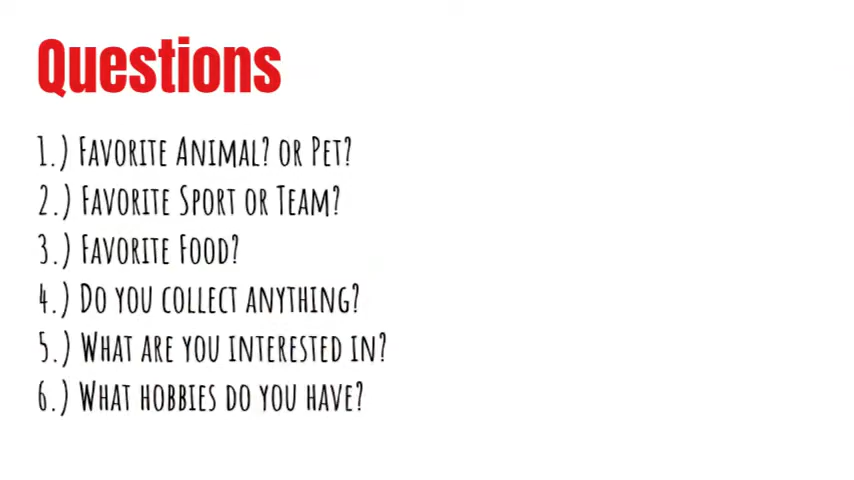 Questions
1.) Favorite Animal? or Pet?
2.) Favorite Sport or Team?
3.) Favorite Food?
4.) Do you collect anything?
5.) What are you interested in?
6.) What hobbies do you have?